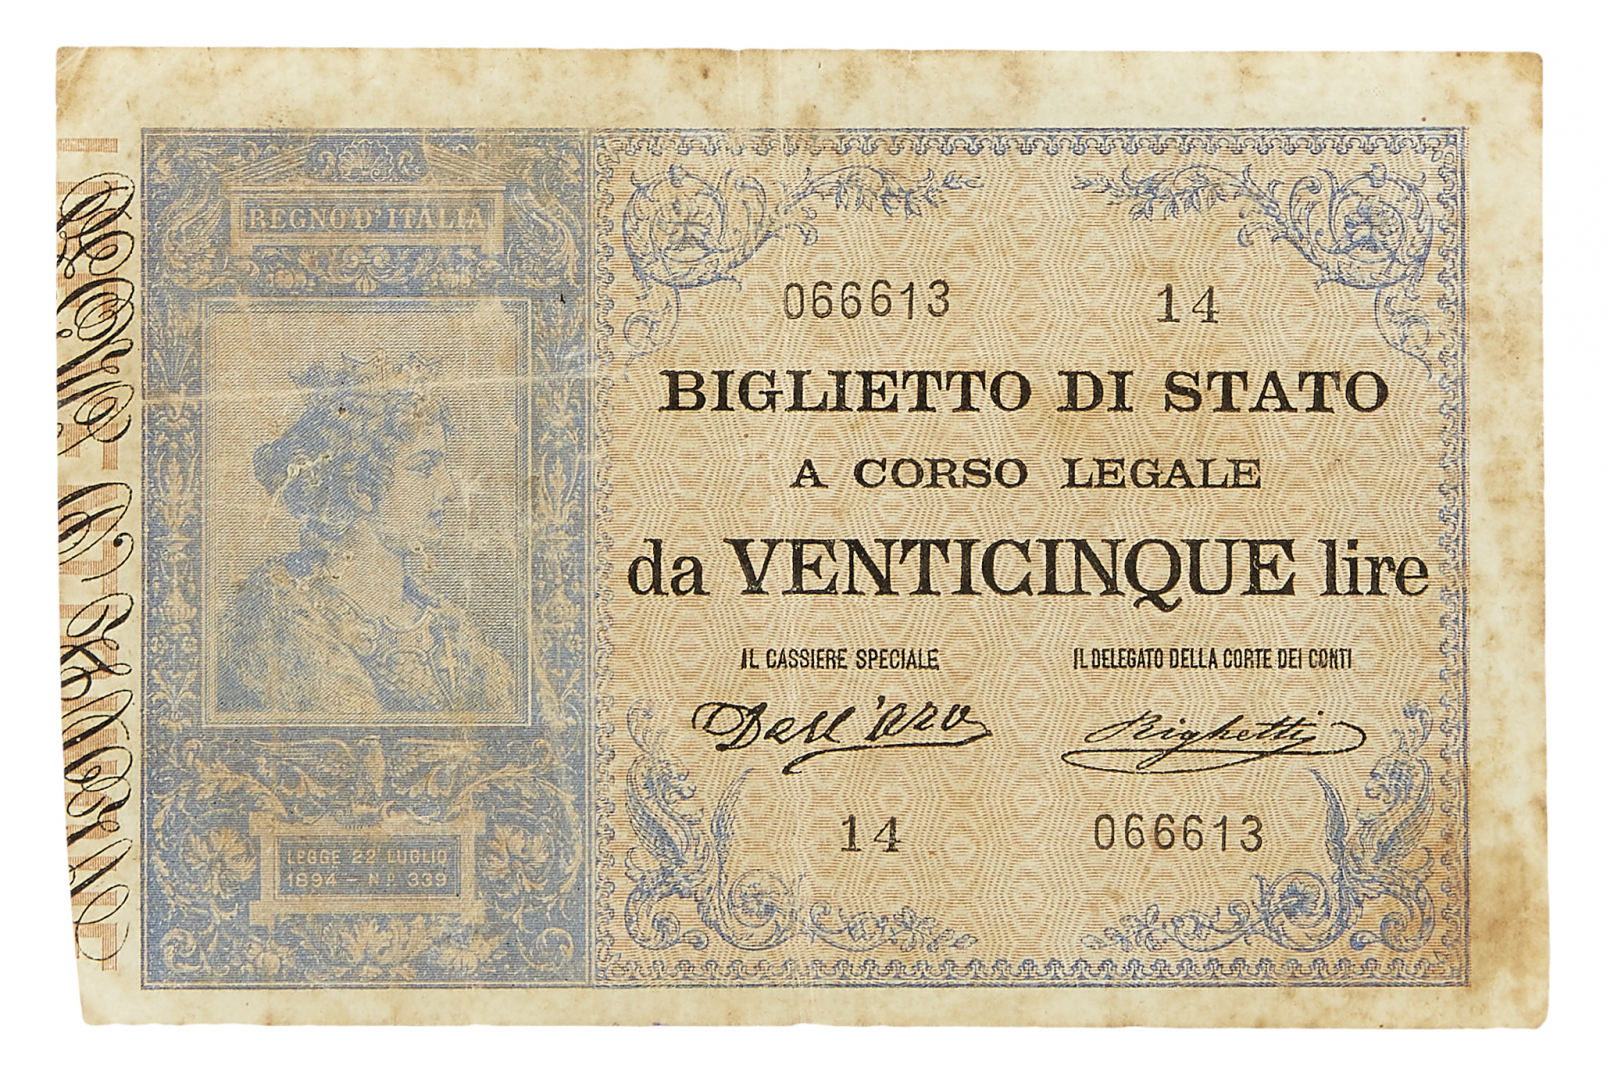 REGNO D'ITALIA
066613 14
BIGLIETTO DI STATO
A CORSO LEGALE
da VENTICINQUE lire
IL CASSIERE SPECIALE IL DELEGATO DELLA CORTE DEI CONTI
Dell'Ara Righetti
14 066613
LEGGE 22 LUGLIO
1894 - N.º 339